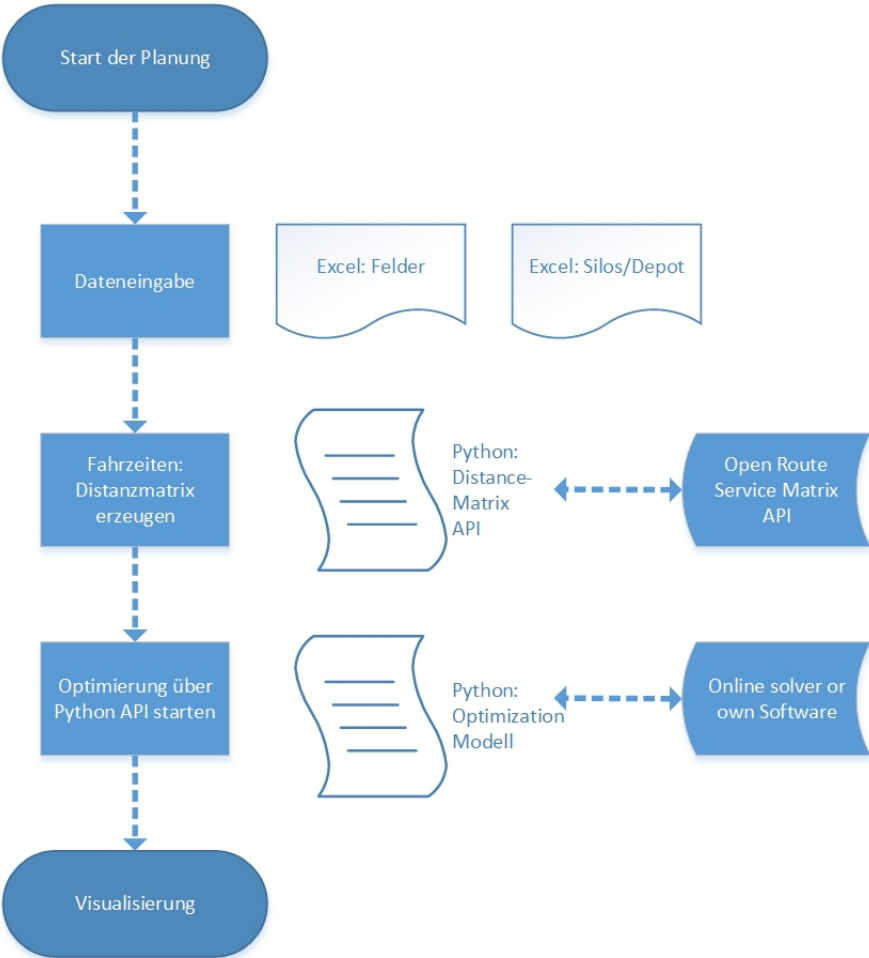 Start der Planung
Dateneingabe
Excel: Felder
Excel: Silos/Depot
Fahrzeiten:
Distanzmatrix
erzeugen
Python:
Distance-
Matrix
API
Open Route
Service Matrix
API
Optimierung über
Python API starten
Python:
Optimization
Modell
Online solver or
own Software
Visualisierung